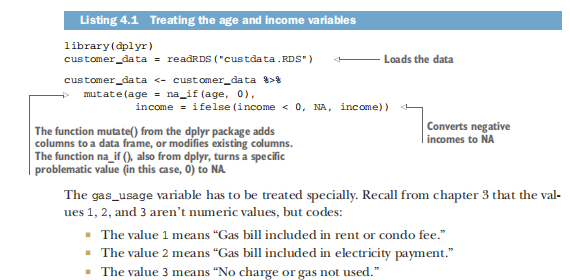 Listing 4.1 Treating the age and income variables
library(dplyr)
customer_data = readRDS("custdata.RDS")
Loads the data
customer_data <- customer_data %>%
mutate(age = na_if(age, 0),
income = ifelse(income < 0, NA, income))
The function mutate() from the dplyr package adds
columns to a data frame, or modifies existing columns.
The function na_if (), also from dplyr, turns a specific
problematic value (in this case, 0) to NA.
Converts negative
incomes to NA
The gas_usage variable has to be treated specially. Recall from chapter 3 that the val-
ues 1, 2, and 3 aren't numeric values, but codes:
▪ The value 1 means "Gas bill included in rent or condo fee."
▪ The value 2 means "Gas bill included in electricity payment."
▪ The value 3 means "No charge or gas not used."